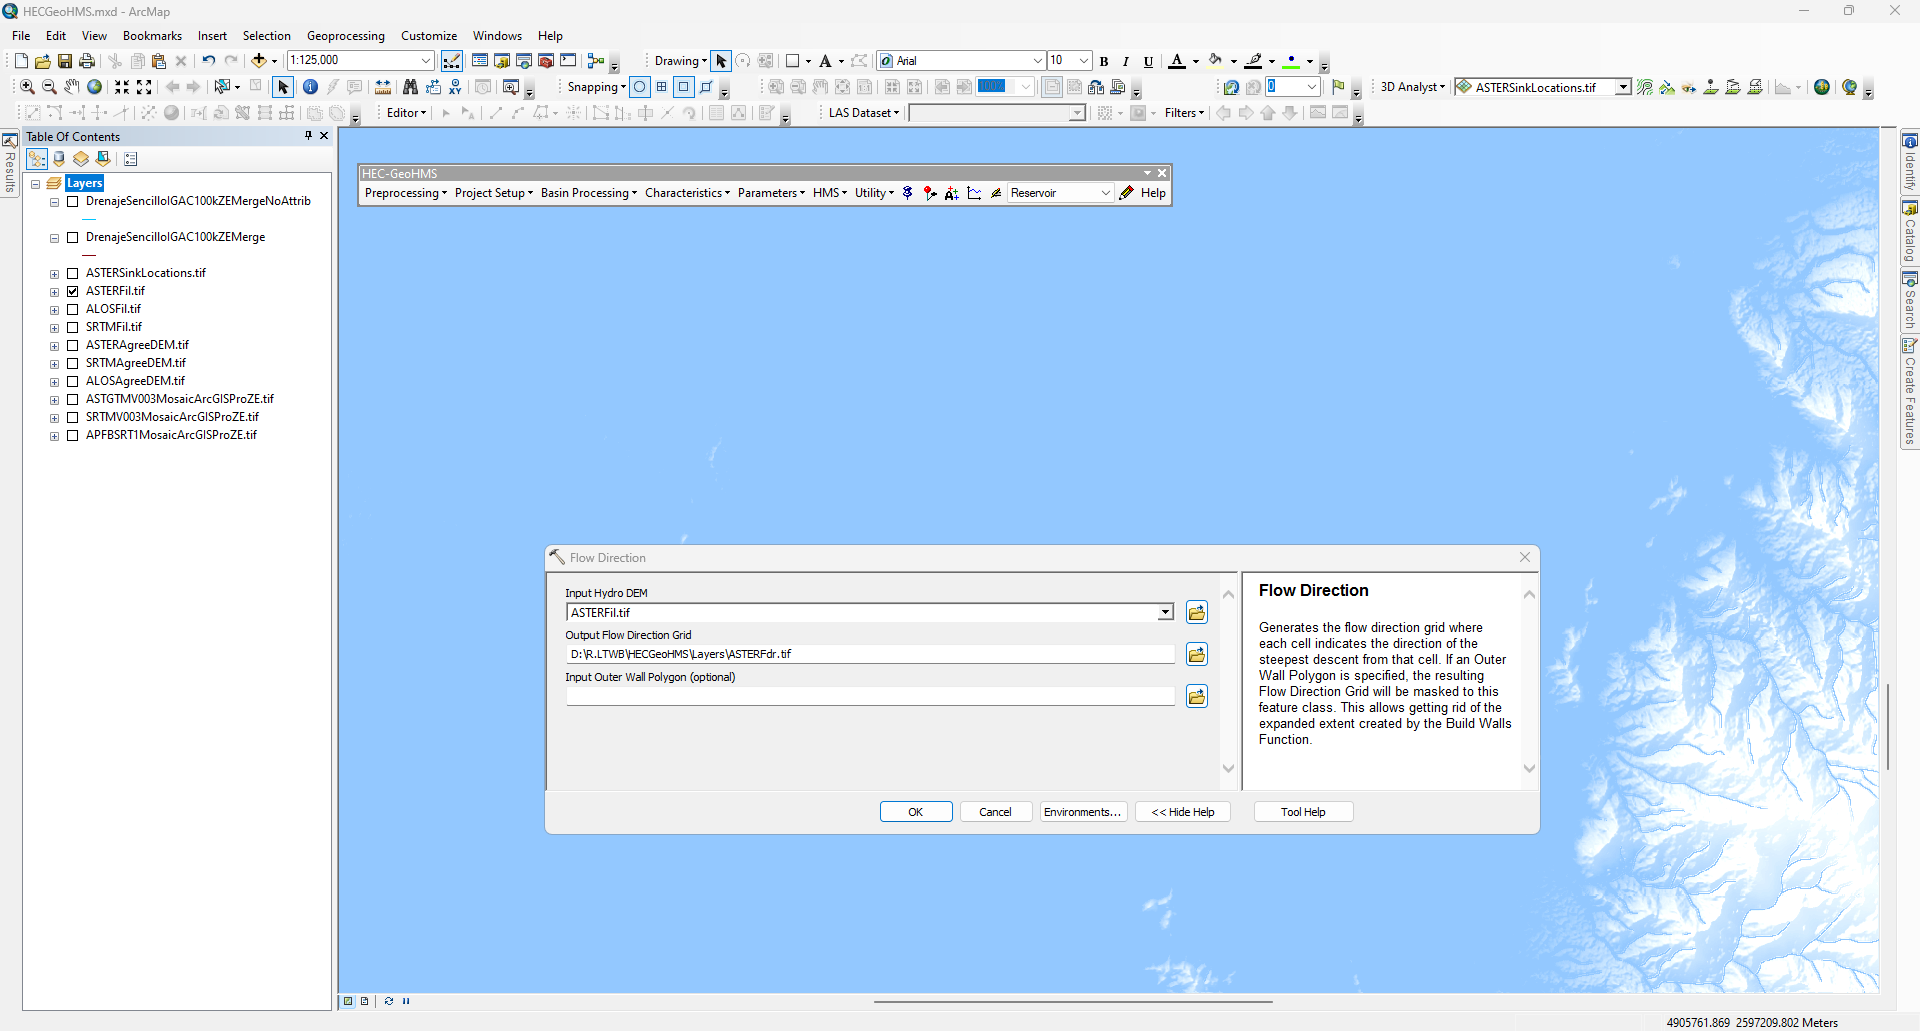 HECGeoHMS.mxd - ArcMap
File Edit View Bookmarks Insert Selection Geoprocessing Customize Windows Help
1:125,000
Drawing
A
Arial
10
B I U A
Snapping
100%
0
3D Analyst
ASTERSinkLocations.tif
Editor
LAS Dataset
Filters
Results
Table Of Contents
Layers
DrenajeSencilloIGAC100kZEMergeNoAttrib
DrenajeSencilloIGAC100kZEMerge
ASTERSinkLocations.tif
ASTERFil.tif
ALOSFil.tif
SRTMFil.tif
ASTERAgreeDEM.tif
SRTMAgreeDEM.tif
ALOSAgreeDEM.tif
ASTGTMV003MosaicArcGISProZE.tif
SRTMV003MosaicArcGISProZE.tif
APFBSRT1MosaicArcGISProZE.tif
HEC-GeoHMS
Preprocessing Project Setup Basin Processing Characteristics Parameters HMS Utility Reservoir Help
Identify
Catalog
Search
Create Features
Flow Direction
Input Hydro DEM
ASTERFil.tif
Output Flow Direction Grid
D:\R.LTWB\HECGeoHMS\Layers\ASTERFdr.tif
Input Outer Wall Polygon (optional)
Flow Direction
Generates the flow direction grid where
each cell indicates the direction of the
steepest descent from that cell. If an Outer
Wall Polygon is specified, the resulting
Flow Direction Grid will be masked to this
feature class. This allows getting rid of the
expanded extent created by the Build Walls
Function.
OK Cancel Environments... << Hide Help Tool Help
4905761.869 2597209.802 Meters